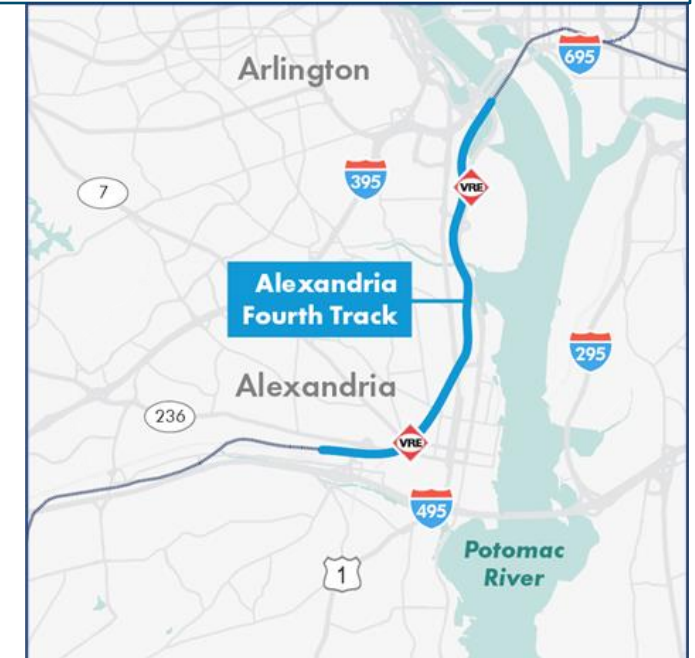 695
Arlington
395
VRE
7
Alexandria
Fourth Track
295
Alexandria
236
VRE
495
Potomac
River
1